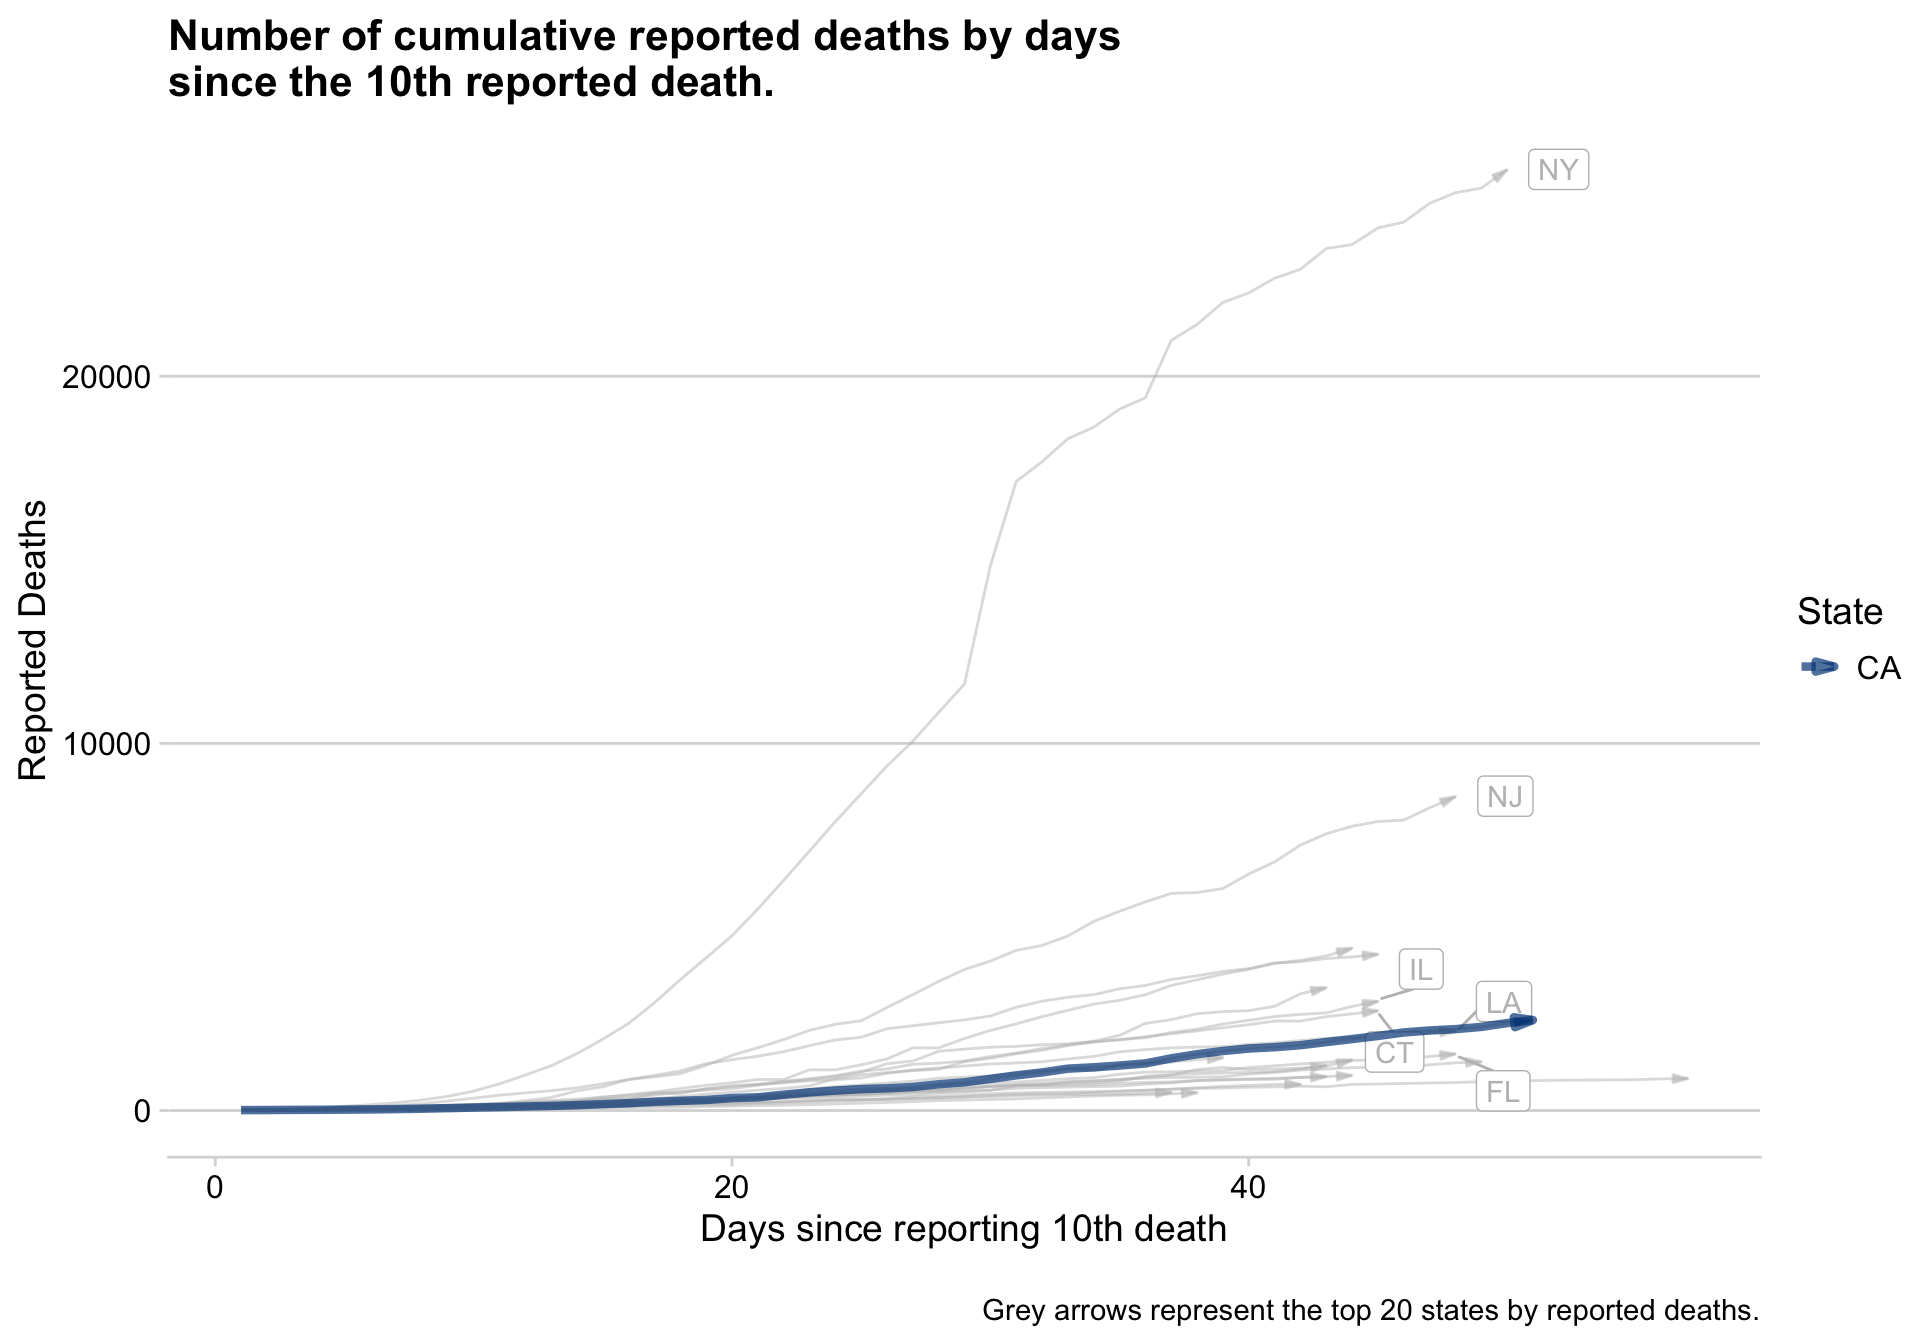 Number of cumulative reported deaths by days
since the 10th reported death.
NY
20000
Reported Deaths
State
CA
10000
NJ
IL
LA
CT
FL
0
0 20 40
Days since reporting 10th death
Grey arrows represent the top 20 states by reported deaths.